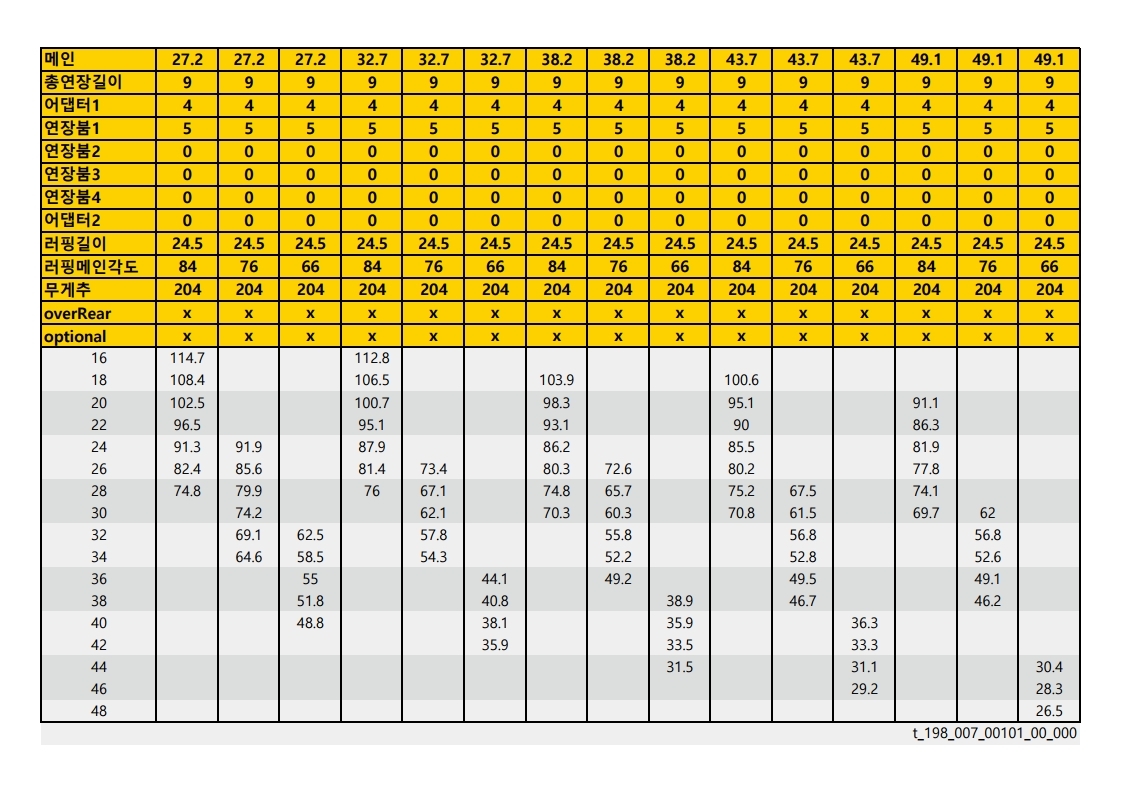 메인 27.2 27.2 27.2 32.7 32.7 32.7 38.2 38.2 38.2 43.7 43.7 43.7 49.1 49.1 49.1
총연장길이 9 9 9 9 9 9 9 9 9 9 9 9 9 9 9
어댑터1 4 4 4 4 4 4 4 4 4 4 4 4 4 4 4
연장붐1 5 5 5 5 5 5 5 5 5 5 5 5 5 5 5
연장붐2 0 0 0 0 0 0 0 0 0 0 0 0 0 0 0
연장붐3 0 0 0 0 0 0 0 0 0 0 0 0 0 0 0
연장붐4 0 0 0 0 0 0 0 0 0 0 0 0 0 0 0
어댑터2 0 0 0 0 0 0 0 0 0 0 0 0 0 0 0
러핑길이 24.5 24.5 24.5 24.5 24.5 24.5 24.5 24.5 24.5 24.5 24.5 24.5 24.5 24.5 24.5
러핑메인각도 84 76 66 84 76 66 84 76 66 84 76 66 84 76 66
무게추 204 204 204 204 204 204 204 204 204 204 204 204 204 204 204
overRear x x x x x x x x x x x x x x x
optional x x x x x x x x x x x x x x x
16 114.7 112.8
18 108.4 106.5 103.9 100.6
20 102.5 100.7 98.3 95.1 91.1
22 96.5 95.1 93.1 90 86.3
24 91.3 91.9 87.9 86.2 85.5 81.9
26 82.4 85.6 81.4 73.4 80.3 72.6 80.2 77.8
28 74.8 79.9 76 67.1 74.8 65.7 75.2 67.5 74.1
30 74.2 62.1 70.3 60.3 70.8 61.5 69.7 62
32 69.1 62.5 57.8 55.8 56.8 56.8
34 64.6 58.5 54.3 52.2 52.8 52.6
36 55 44.1 49.2 49.5 49.1
38 51.8 40.8 38.9 46.7 46.2
40 48.8 38.1 35.9 36.3
42 35.9 33.5 33.3
44 31.5 31.1 30.4
46 29.2 28.3
48 26.5
t_198_007_00101_00_000